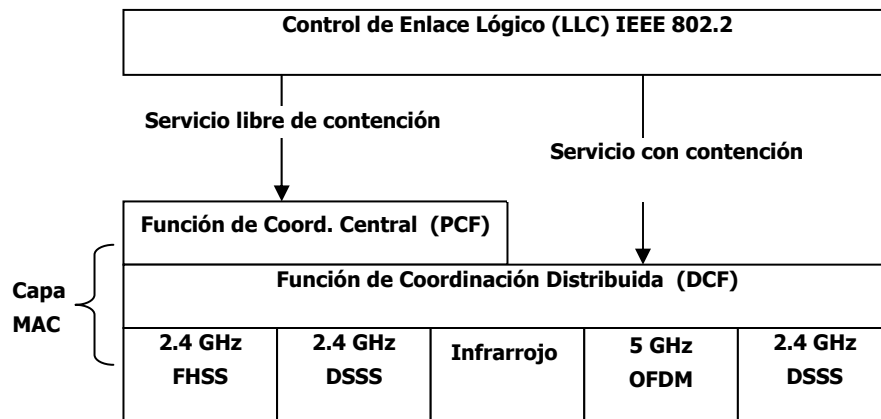 Control de Enlace Lógico (LLC) IEEE 802.2
Servicio libre de contención
Servicio con contención
Función de Coord. Central (PCF)
Capa
MAC
Función de Coordinación Distribuida (DCF)
2.4 GHz
FHSS
2.4 GHz
DSSS
Infrarrojo
5 GHz
OFDM
2.4 GHz
DSSS